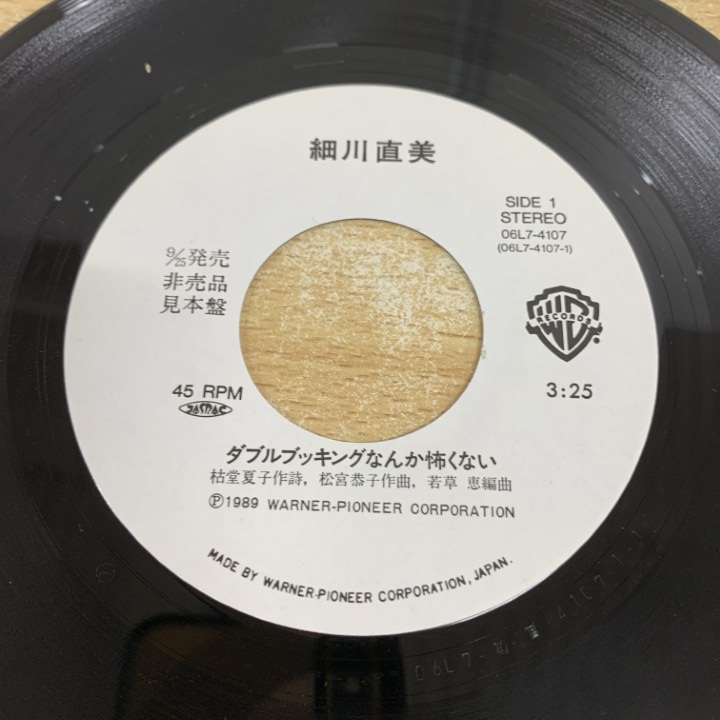 細川直美
SIDE 1
STEREO
06L7-4107
(06L7-4107-1)
9/25発売
非売品
見本盤
WB
RECORDS
45 RPM
JASRAC
3:25
ダブルブッキングなんか怖くない
枯堂夏子作詩, 松宮恭子作曲, 若草 恵編曲
Ⓟ1989 WARNER-PIONEER CORPORATION
MADE BY WARNER-PIONEER CORPORATION, JAPAN.